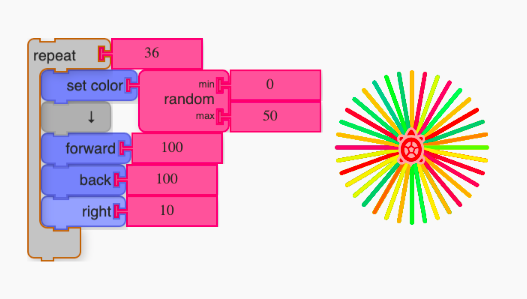 repeat 36
set color random min 0
max 50
↓
forward 100
back 100
right 10